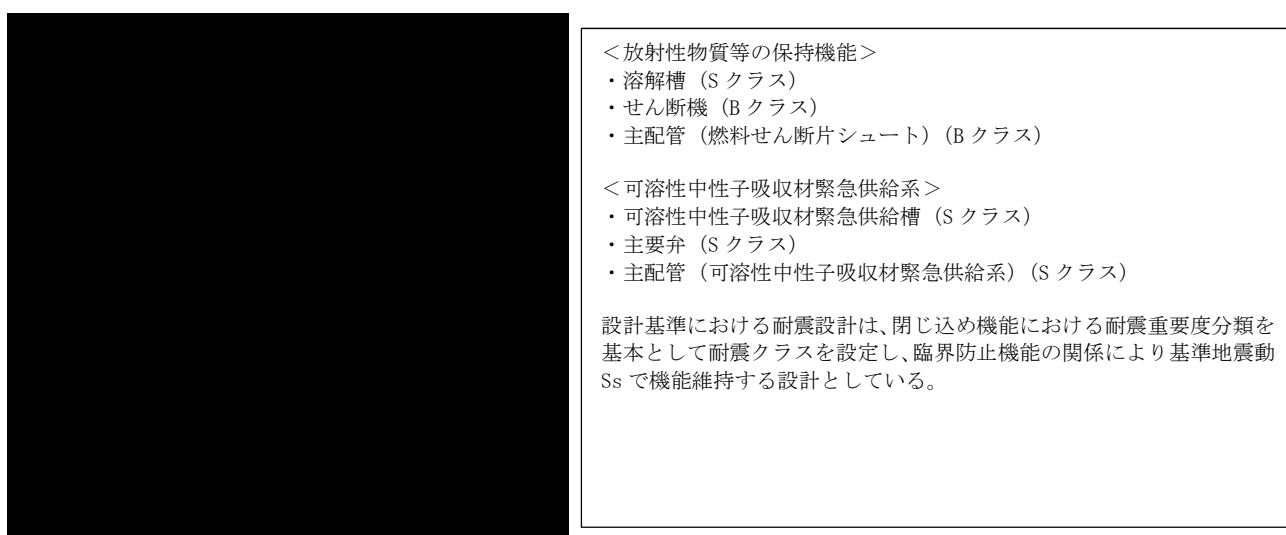 ＜放射性物質等の保持機能＞
・溶解槽（S クラス）
・せん断機（B クラス）
・主配管（燃料せん断片シュート）（B クラス）
＜可溶性中性子吸収材緊急供給系＞
・可溶性中性子吸収材緊急供給槽（S クラス）
・主要弁（S クラス）
・主配管（可溶性中性子吸収材緊急供給系）（S クラス）
設計基準における耐震設計は、閉じ込め機能における耐震重要度分類を
基本として耐震クラスを設定し、臨界防止機能の関係により基準地震動
Ss で機能維持する設計としている。